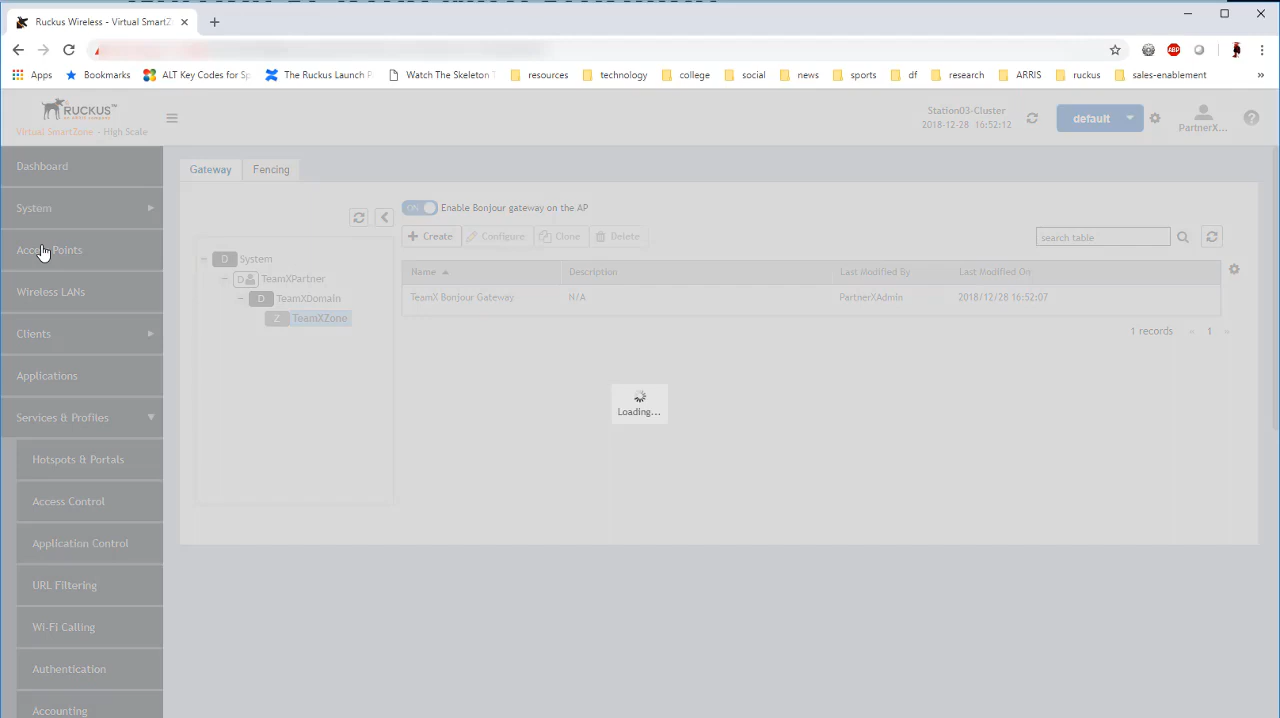 Ruckus Wireless - Virtual SmartZ
Apps Bookmarks ALT Key Codes for Sp The Ruckus Launch P Watch The Skeleton T resources technology college social news sports df research ARRIS ruckus sales-enablement »
ABP
RUCKUS™
Virtual SmartZone - High Scale
Station03-Cluster
2018-12-28 16:52:12
default
PartnerX...
Dashboard
System
Access Points
Wireless LANs
Clients
Applications
Services & Profiles
Hotspots & Portals
Access Control
Application Control
URL Filtering
Wi-Fi Calling
Authentication
Accounting
Gateway Fencing
D System
D TeamXPartner
D TeamXDomain
Z TeamXZone
ON Enable Bonjour gateway on the AP
+ Create Configure Clone Delete
search table
Name Description Last Modified By Last Modified On
TeamX Bonjour Gateway N/A PartnerXAdmin 2018/12/28 16:52:07
1 records « 1 »
Loading...